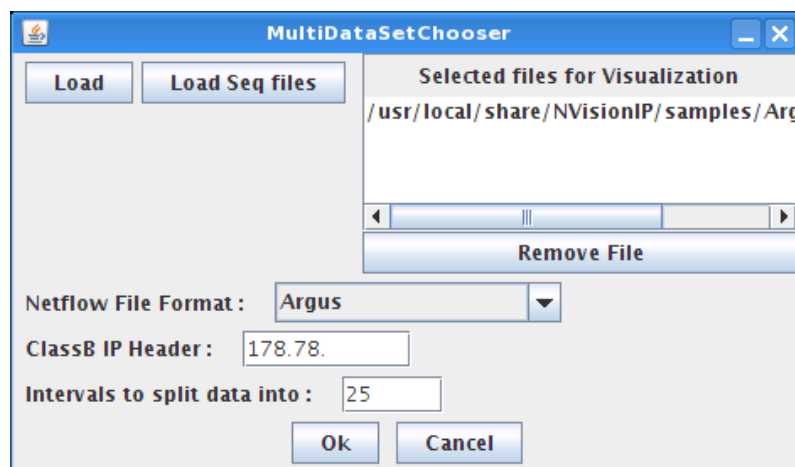 MultiDataSetChooser
Load
Load Seq files
Selected files for Visualization
/usr/local/share/NVisionIP/samples/Arg
Remove File
Netflow File Format :
Argus
ClassB IP Header :
178.78.
Intervals to split data into :
25
Ok
Cancel